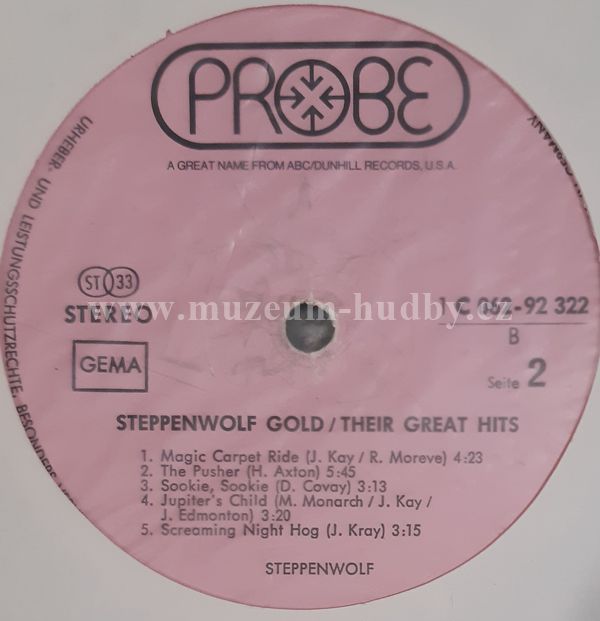 PROBE
A GREAT NAME FROM ABC/DUNHILL RECORDS, U.S.A.
URHEBER- UND LEISTUNGSSCHUTZRECHTE, BESONDERS
GERMANY
ST 33
STEREO
GEMA
www.muzeum-hudby.cz
1 C 062-92 322
B
Seite 2
STEPPENWOLF GOLD / THEIR GREAT HITS
1. Magic Carpet Ride (J. Kay / R. Moreve) 4:23
2. The Pusher (H. Axton) 5:45
3. Sookie, Sookie (D. Covay) 3:13
4. Jupiter's Child (M. Monarch / J. Kay /
J. Edmonton) 3:20
5. Screaming Night Hog (J. Kray) 3:15
STEPPENWOLF